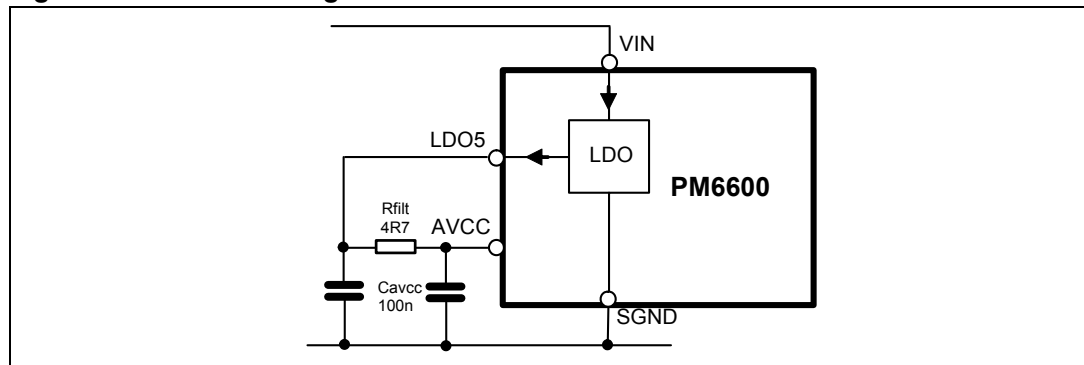 VIN
LDO5
LDO
PM6600
Rfilt
4R7
AVCC
Cavcc
100n
SGND